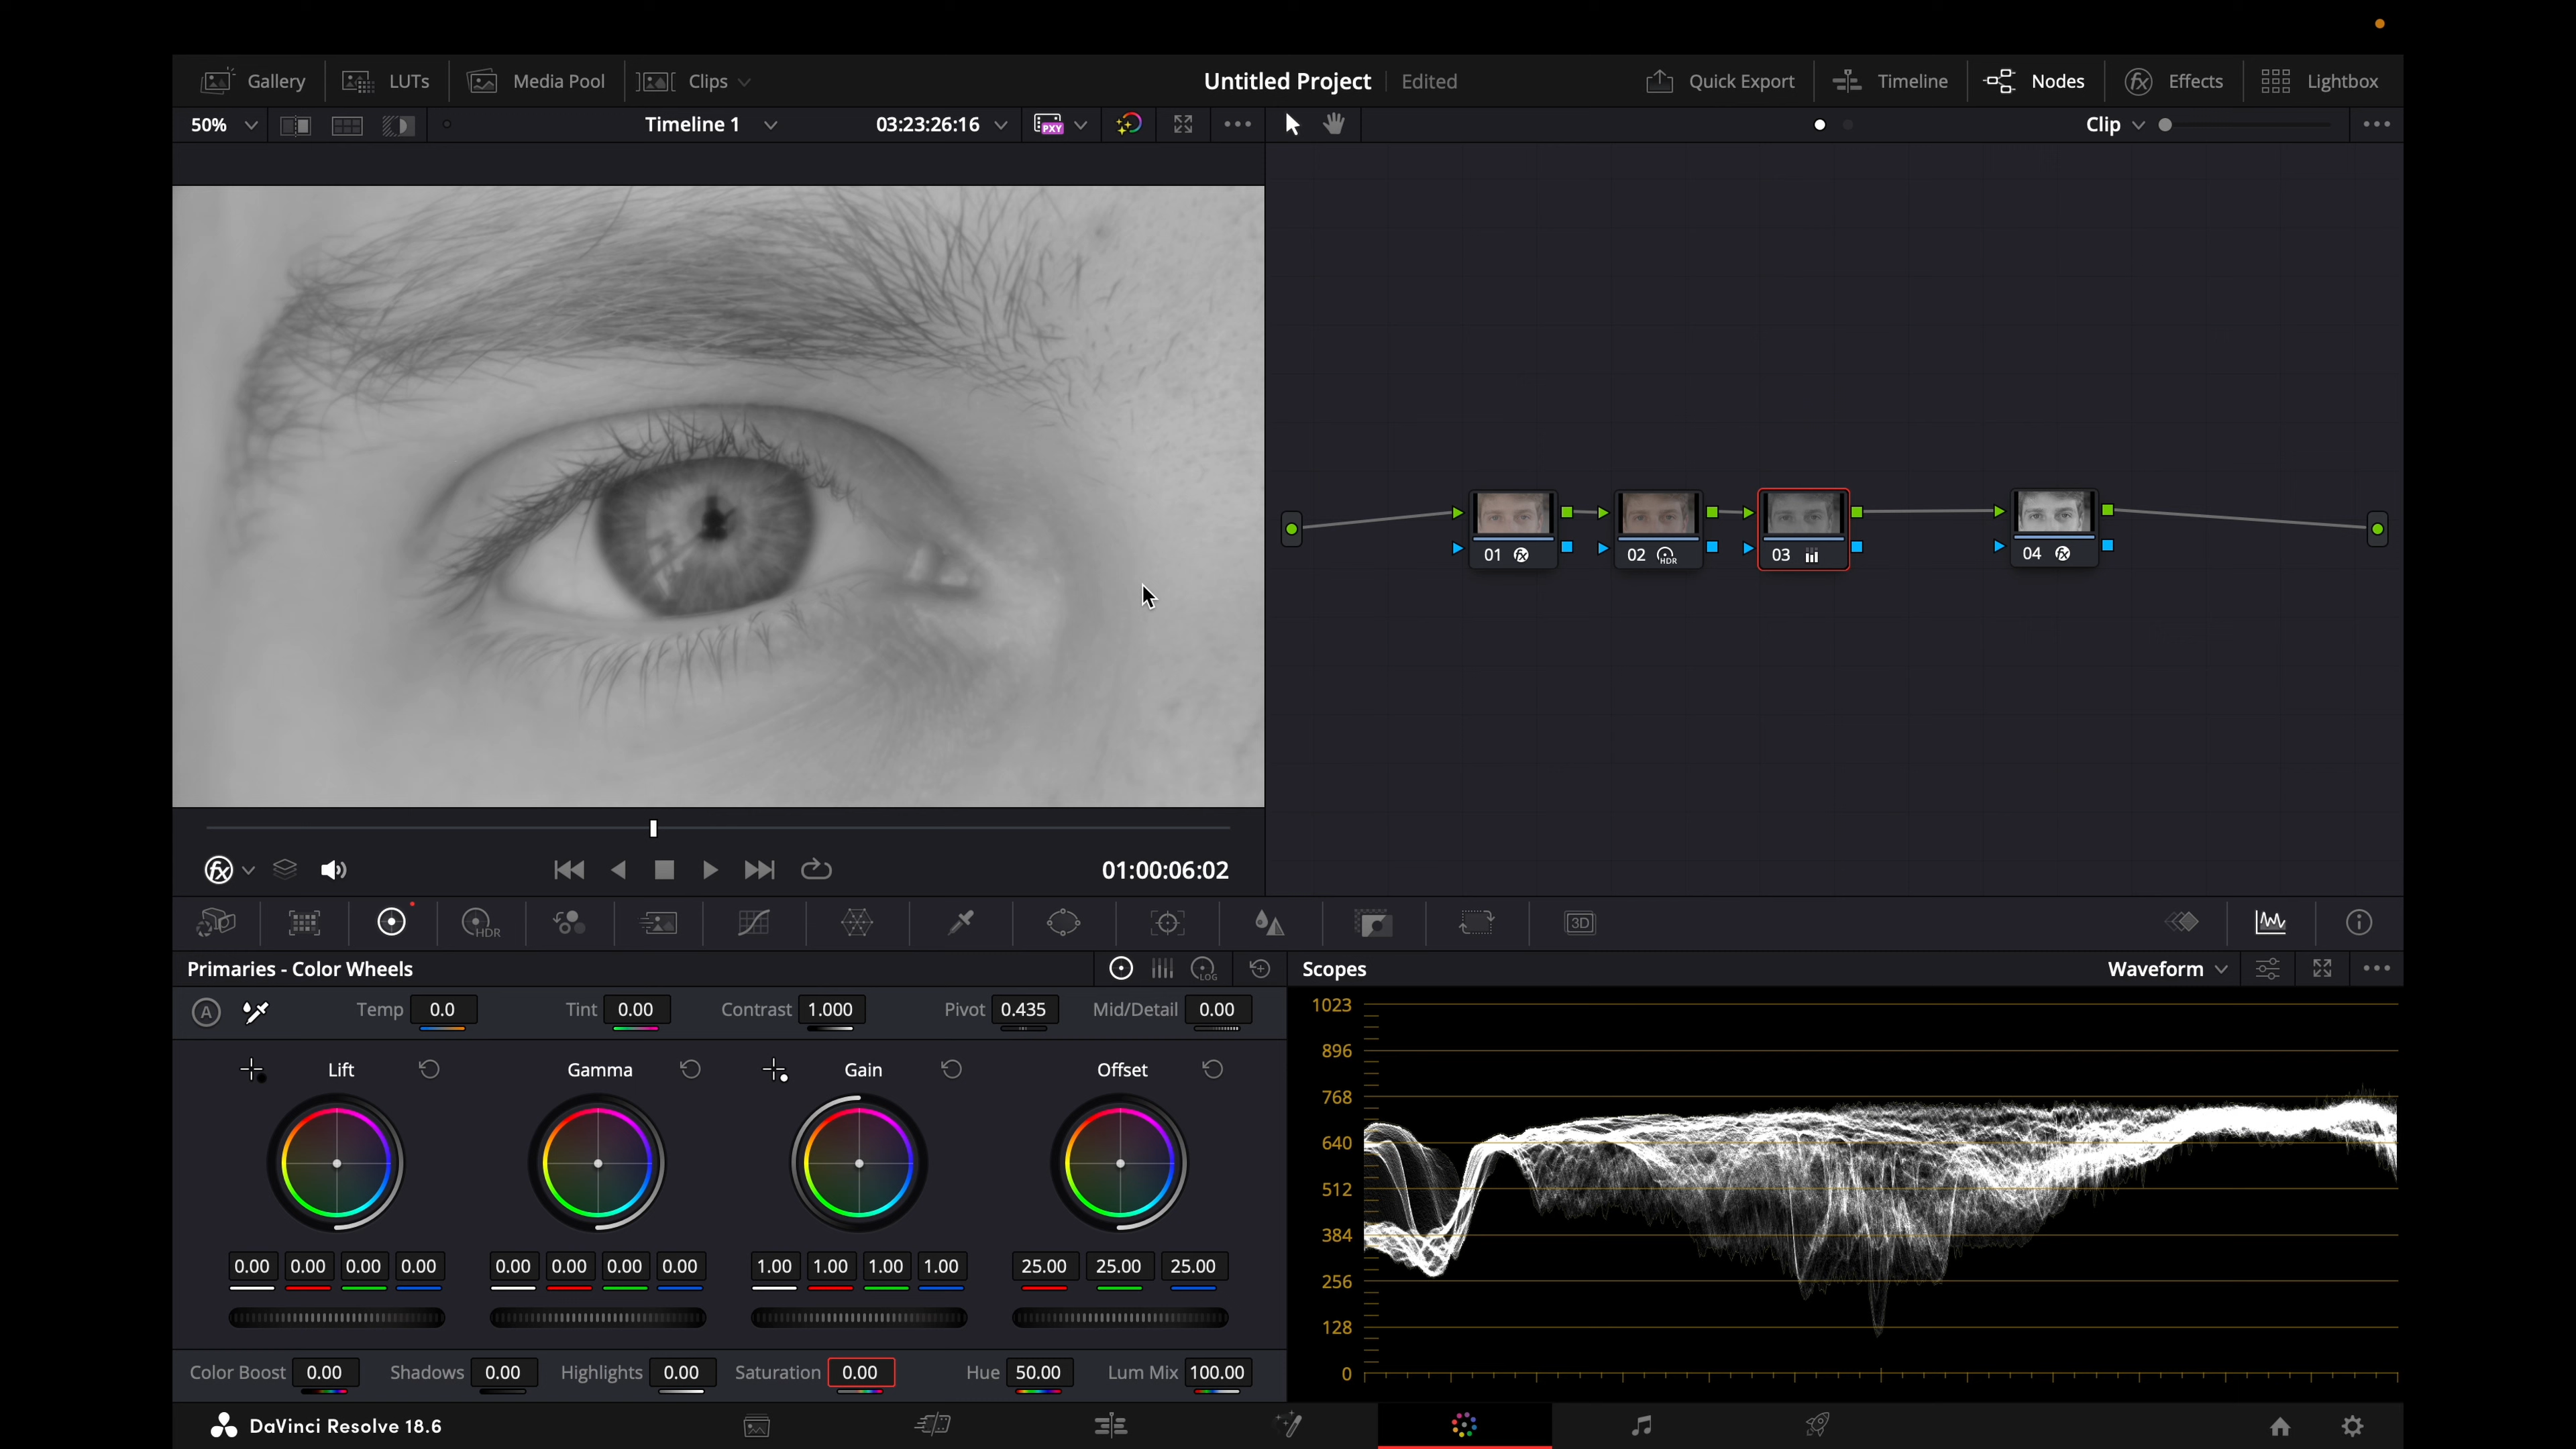 Gallery LUTs Media Pool Clips Untitled Project Edited Quick Export Timeline Nodes Effects Lightbox
50% Timeline 1 03:23:26:16 PXY Clip
01 02 HDR 03 04
01:00:06:02
HDR 3D
Primaries - Color Wheels LOG Scopes Waveform
A Temp 0.0 Tint 0.00 Contrast 1.000 Pivot 0.435 Mid/Detail 0.00
Lift Gamma Gain Offset
0.00 0.00 0.00 0.00 0.00 0.00 0.00 0.00 1.00 1.00 1.00 1.00 25.00 25.00 25.00
Color Boost 0.00 Shadows 0.00 Highlights 0.00 Saturation 0.00 Hue 50.00 Lum Mix 100.00
1023
896
768
640
512
384
256
128
0
DaVinci Resolve 18.6